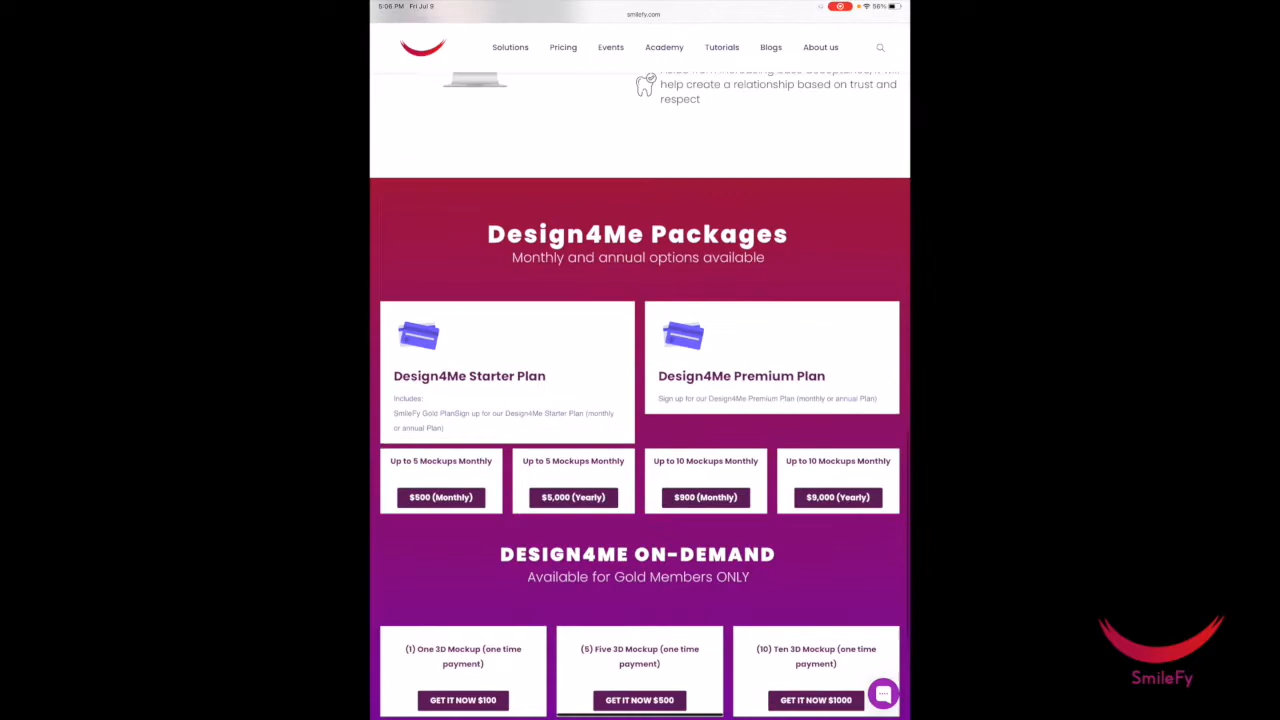 5:06 PM Fri Jul 9
56%
smilefy.com
Solutions Pricing Events Academy Tutorials Blogs About us
help create a relationship based on trust and
respect
Design4Me Packages
Monthly and annual options available
Design4Me Starter Plan
Includes:
SmileFy Gold PlanSign up for our Design4Me Starter Plan (monthly
or annual Plan)
Design4Me Premium Plan
Sign up for our Design4Me Premium Plan (monthly or annual Plan)
Up to 5 Mockups Monthly
$500 (Monthly)
Up to 5 Mockups Monthly
$5,000 (Yearly)
Up to 10 Mockups Monthly
$900 (Monthly)
Up to 10 Mockups Monthly
$9,000 (Yearly)
DESIGN4ME ON-DEMAND
Available for Gold Members ONLY
(1) One 3D Mockup (one time
payment)
GET IT NOW $100
(5) Five 3D Mockup (one time
payment)
GET IT NOW $500
(10) Ten 3D Mockup (one time
payment)
GET IT NOW $1000
SmileFy